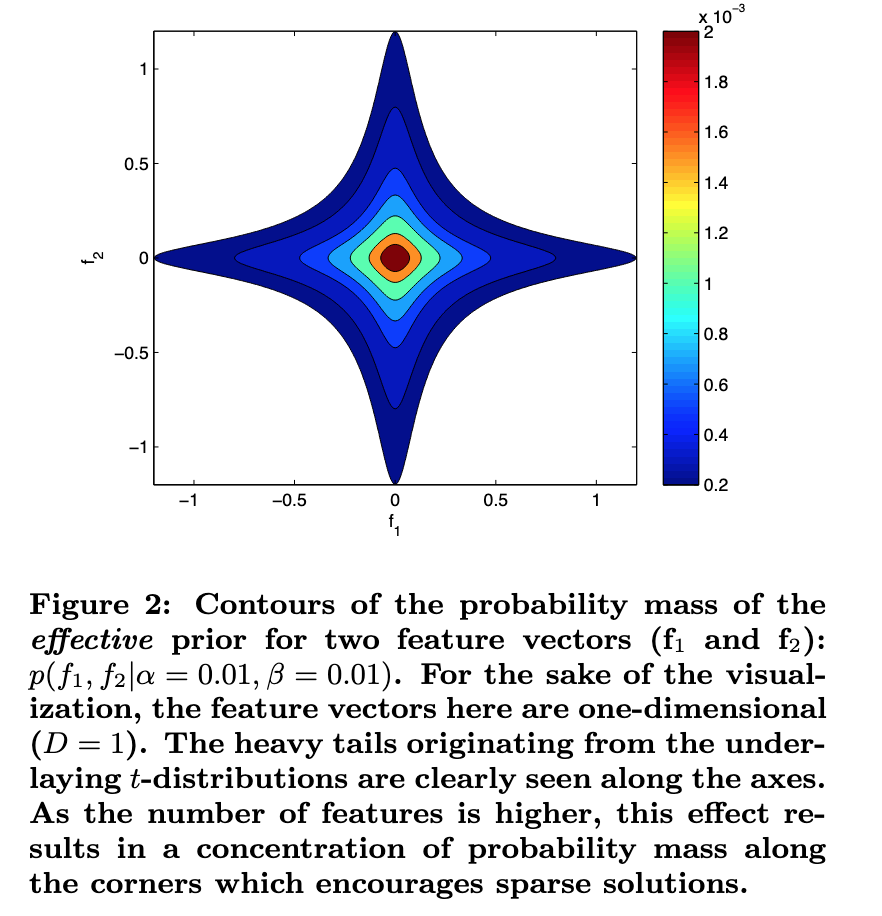 x 10⁻³
2
1.8
1.6
1.4
1.2
1
0.8
0.6
0.4
0.2
1
0.5
0
−0.5
−1
f₂
−1
−0.5
0
0.5
1
f₁
Figure 2: Contours of the probability mass of the
effective prior for two feature vectors (f₁ and f₂):
p(f₁, f₂|α = 0.01, β = 0.01). For the sake of the visual-
ization, the feature vectors here are one-dimensional
(D = 1). The heavy tails originating from the under-
laying t-distributions are clearly seen along the axes.
As the number of features is higher, this effect re-
sults in a concentration of probability mass along
the corners which encourages sparse solutions.